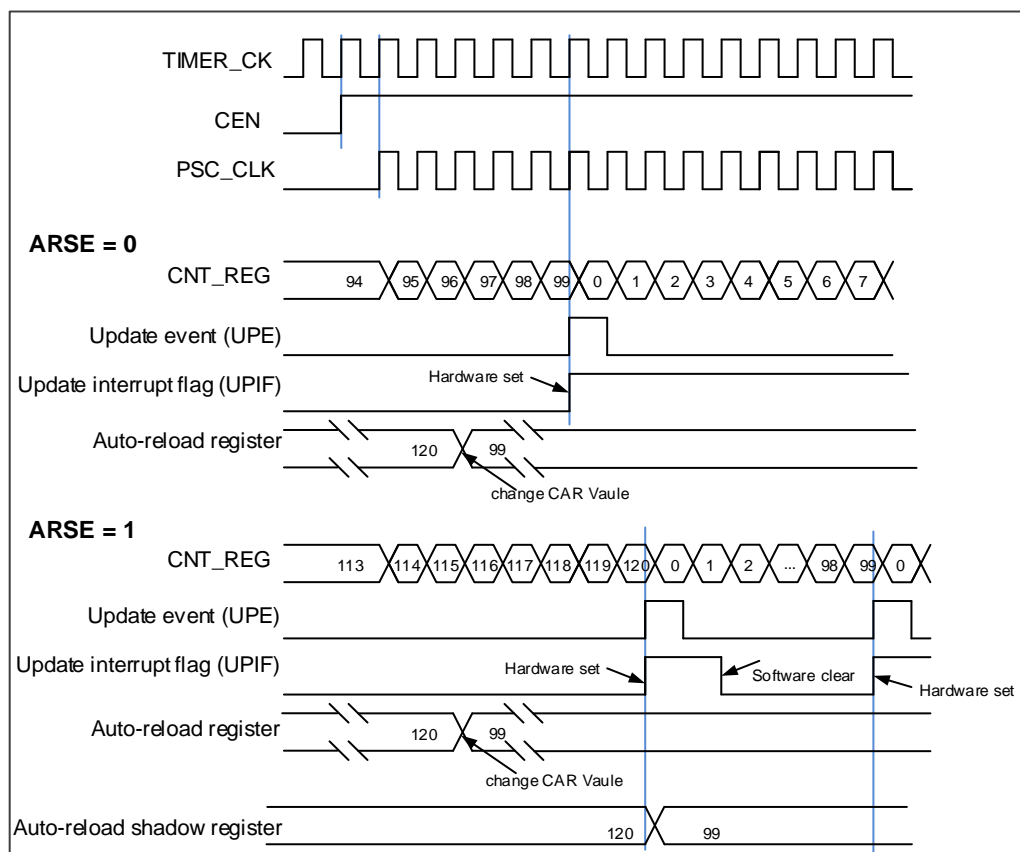 TIMER_CK
CEN
PSC_CLK
ARSE = 0
CNT_REG 94 95 96 97 98 99 0 1 2 3 4 5 6 7
Update event (UPE)
Update interrupt flag (UPIF) Hardware set
Auto-reload register 120 99
change CAR Vaule
ARSE = 1
CNT_REG 113 114 115 116 117 118 119 120 0 1 2 ... 98 99 0
Update event (UPE)
Update interrupt flag (UPIF) Hardware set Software clear Hardware set
Auto-reload register 120 99
change CAR Vaule
Auto-reload shadow register 120 99